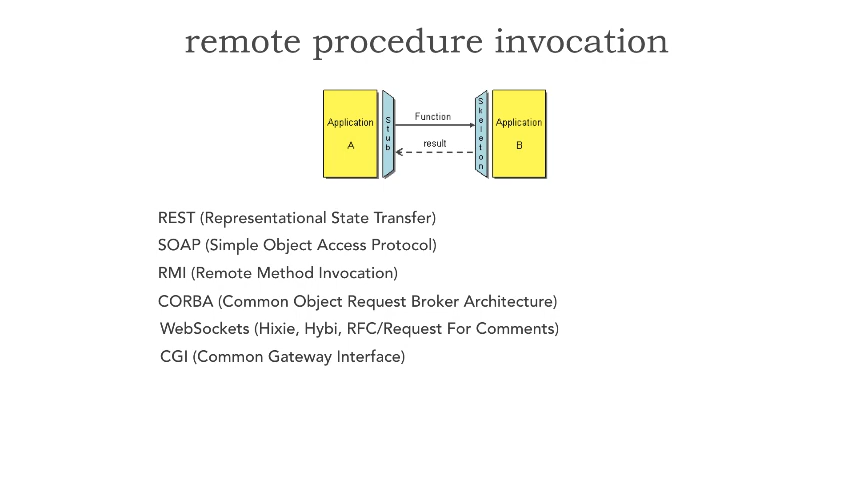 remote procedure invocation
Application
A
Stub
Function
result
Skeleton
Application
B
REST (Representational State Transfer)
SOAP (Simple Object Access Protocol)
RMI (Remote Method Invocation)
CORBA (Common Object Request Broker Architecture)
WebSockets (Hixie, Hybi, RFC/Request For Comments)
CGI (Common Gateway Interface)